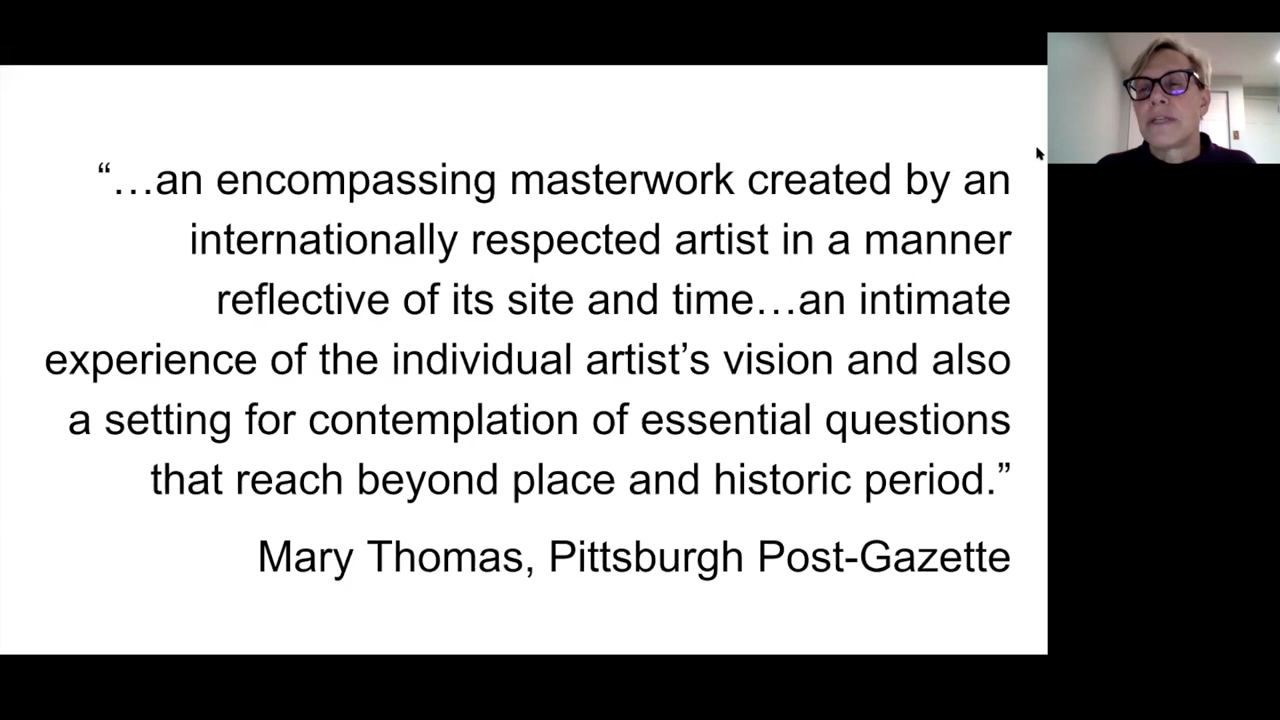 “…an encompassing masterwork created by an
internationally respected artist in a manner
reflective of its site and time…an intimate
experience of the individual artist’s vision and also
a setting for contemplation of essential questions
that reach beyond place and historic period.”
Mary Thomas, Pittsburgh Post-Gazette